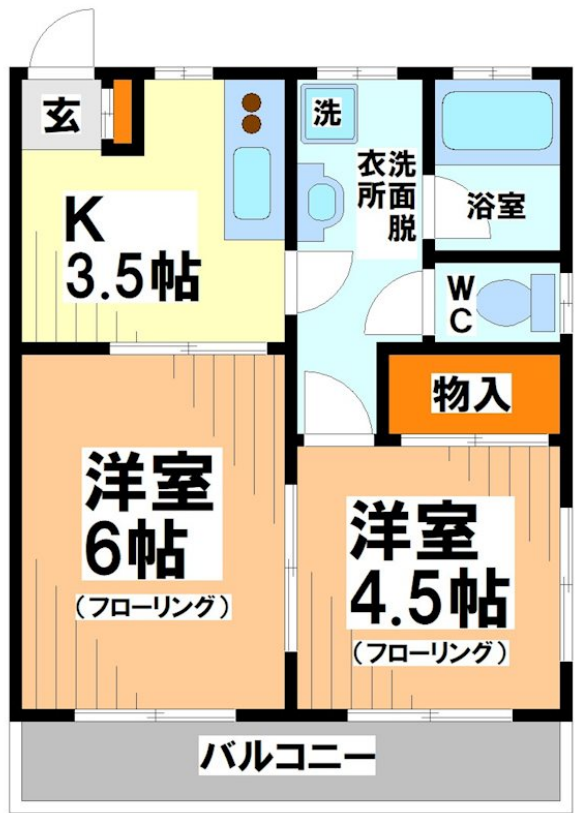 玄
洗
洗面脱
衣所
浴室
K
3.5帖
WC
物入
洋室
6帖
(フローリング)
洋室
4.5帖
(フローリング)
バルコニー